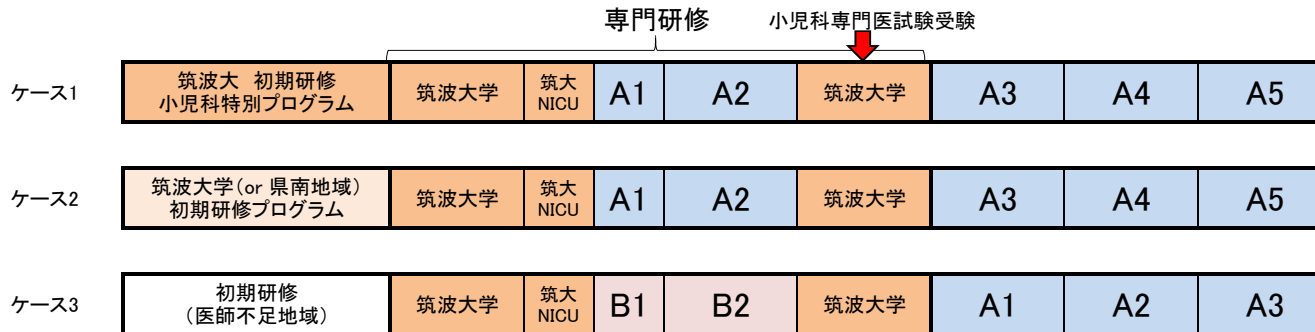 専門研修
小児科専門医試験受験
ケース1
筑波大 初期研修
小児科特別プログラム
筑波大学
筑大
NICU
A1
A2
筑波大学
A3
A4
A5
ケース2
筑波大学(or 県南地域)
初期研修プログラム
筑波大学
筑大
NICU
A1
A2
筑波大学
A3
A4
A5
ケース3
初期研修
(医師不足地域)
筑波大学
筑大
NICU
B1
B2
筑波大学
A1
A2
A3